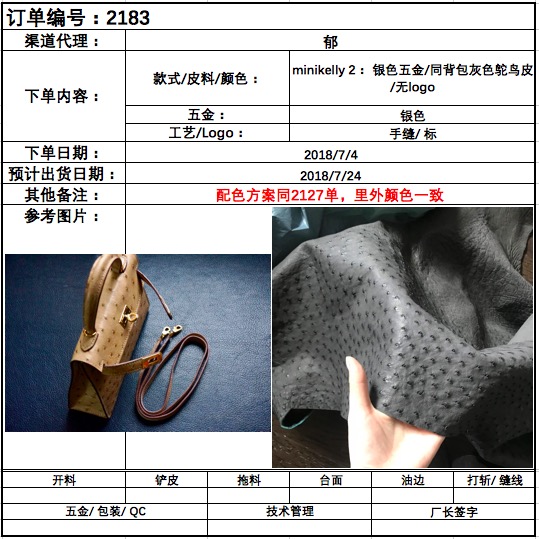 订单编号：2183
渠道代理： 郁
下单内容： 款式/皮料/颜色： minikelly 2：银色五金/同背包灰色鸵鸟皮
/无logo
五金： 银色
工艺/Logo： 手缝/ 标
下单日期： 2018/7/4
预计出货日期： 2018/7/24
其他备注： 配色方案同2127单，里外颜色一致
参考图片：
开料 铲皮 拖料 台面 油边 打斩/ 缝线
五金/ 包装/ QC 技术管理 厂长签字